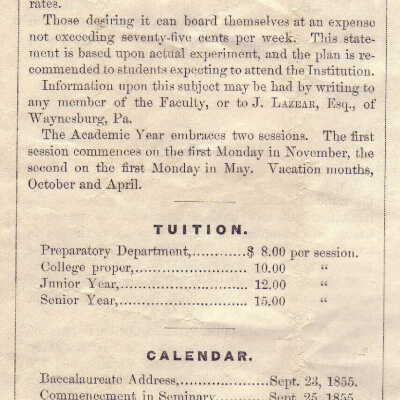 rates.
Those desiring it can board themselves at an expense
not exceeding seventy-five cents per week. This state-
ment is based upon actual experiment, and the plan is re-
commended to students expecting to attend the Institution.
Information upon this subject may be had by writing to
any member of the Faculty, or to J. LAZEAR, Esq., of
Waynesburg, Pa.
The Academic Year embraces two sessions. The first
session commences on the first Monday in November, the
second on the first Monday in May. Vacation months,
October and April.
TUITION.
Preparatory Department,............$ 8.00 per session.
College proper,......................... 10.00 “
Junior Year,............................ 12.00 “
Senior Year,............................ 15.00 “
CALENDAR.
Baccalaureate Address,...................Sept. 23, 1855.
Commencement in Seminary...........Sept. 25, 1855.